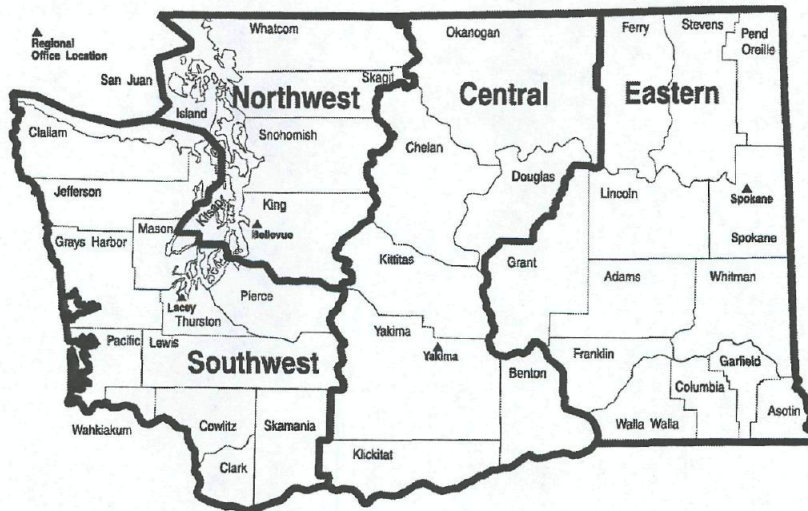 ▲
Regional
Office Location
Whatcom
Okanogan
Ferry
Stevens
Pend
Oreille
San Juan
Skagit
Island
Northwest
Central
Eastern
Clallam
Snohomish
Chelan
Douglas
Lincoln
Jefferson
King
▲
Spokane
Kitsap
▲
Bellevue
Mason
Grays Harbor
Spokane
Kittitas
Grant
Adams
Whitman
Pierce
▲
Lacey
Thurston
Yakima
▲
Yakima
Pacific
Lewis
Franklin
Garfield
Southwest
Benton
Columbia
Asotin
Walla Walla
Wahkiakum
Cowlitz
Skamania
Klickitat
Clark